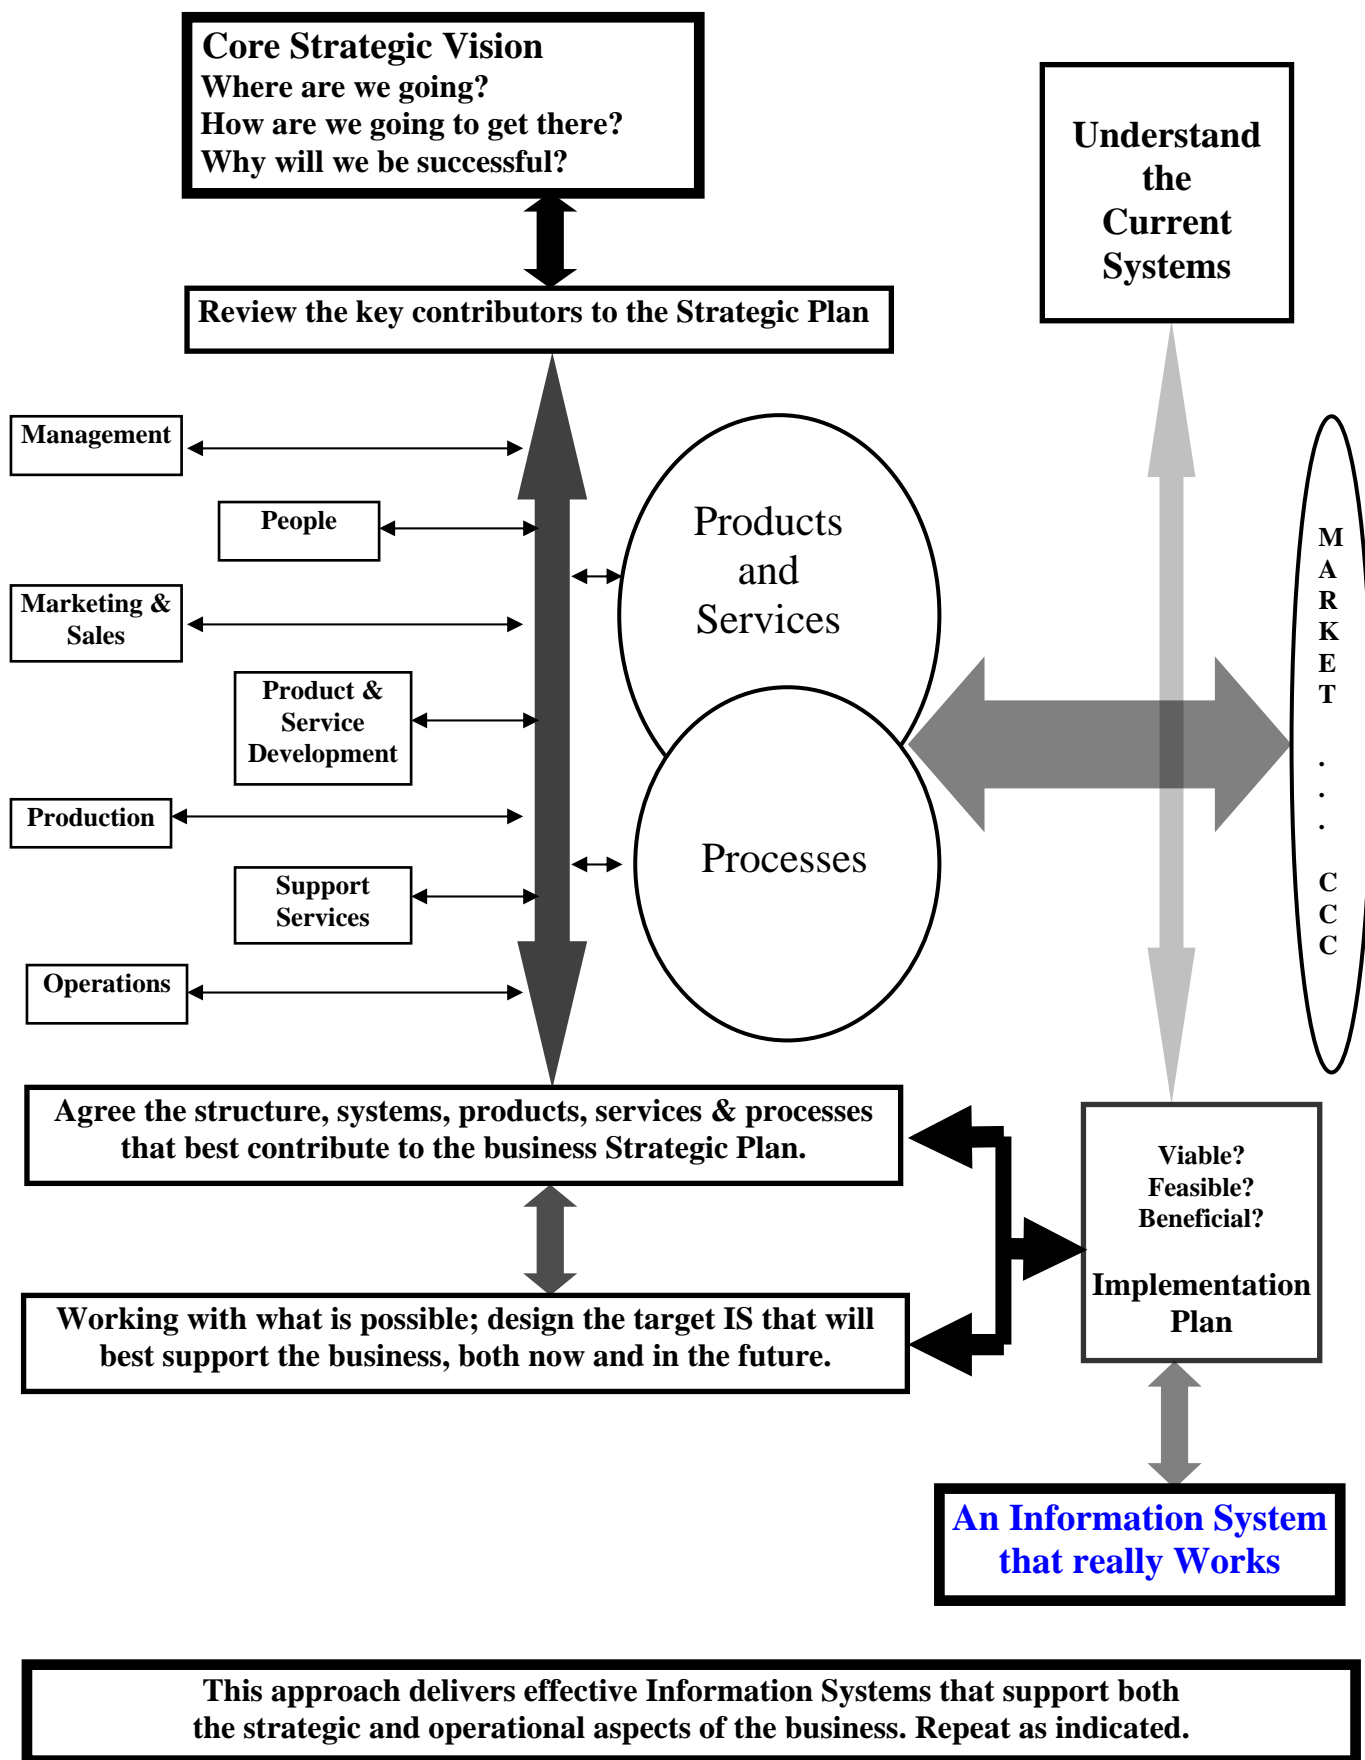 Core Strategic Vision
Where are we going?
How are we going to get there?
Why will we be successful?
Understand
the
Current
Systems
Review the key contributors to the Strategic Plan
Management
People
Marketing &
Sales
Product &
Service
Development
Production
Support
Services
Operations
Products
and
Services
Processes
M
A
R
K
E
T
.
.
.
C
C
C
Agree the structure, systems, products, services & processes
that best contribute to the business Strategic Plan.
Working with what is possible; design the target IS that will
best support the business, both now and in the future.
Viable?
Feasible?
Beneficial?
Implementation
Plan
An Information System
that really Works
This approach delivers effective Information Systems that support both
the strategic and operational aspects of the business. Repeat as indicated.